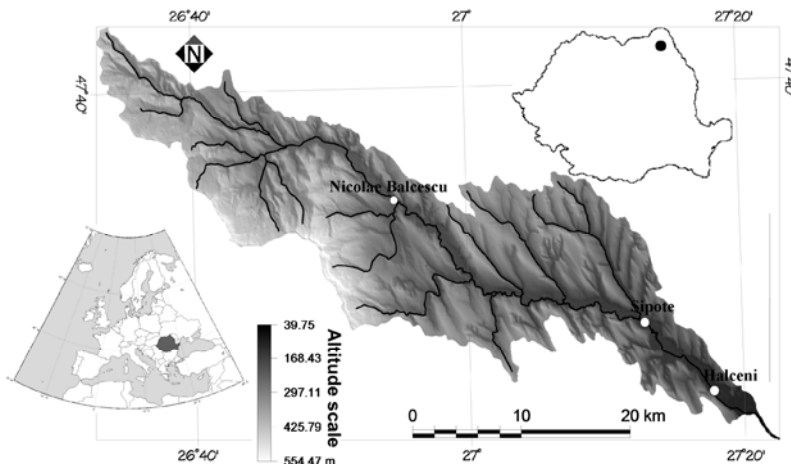 26°40'
27°
27°20'
N
47°40'
47°40'
Nicolae Balcescu
Sipote
Halceni
39.75
168.43
297.11
425.79
554.47 m
Altitude scale
0
10
20 km
26°40'
27°
27°20'